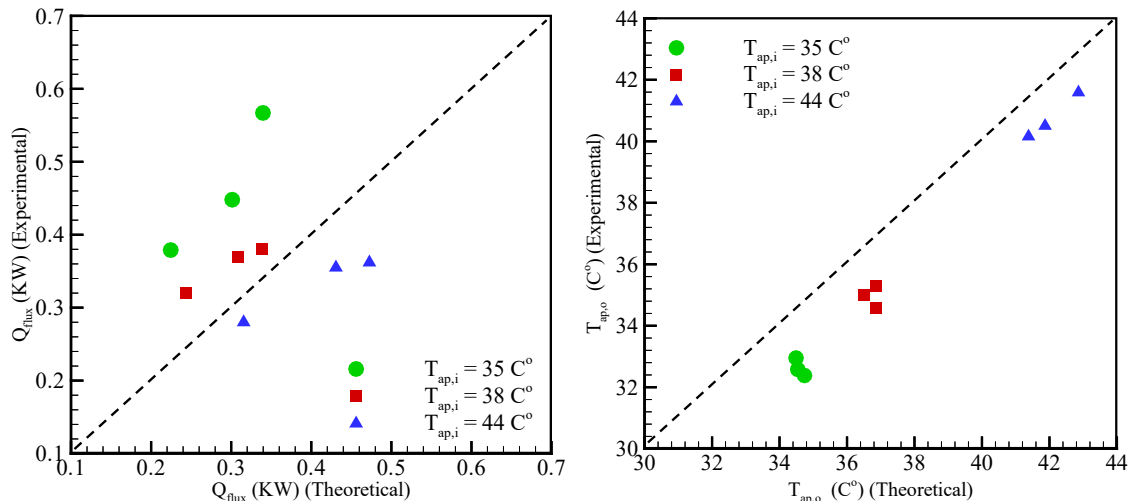 0.7
0.6
0.5
0.4
0.3
0.2
0.1
Q_flux (KW) (Experimental)
T_ap,i = 35 C°
T_ap,i = 38 C°
T_ap,i = 44 C°
0.1 0.2 0.3 0.4 0.5 0.6 0.7
Q_flux (KW) (Theoretical)
44
42
40
38
36
34
32
30
T_ap,o (C°) (Experimental)
T_ap,i = 35 C°
T_ap,i = 38 C°
T_ap,i = 44 C°
30 32 34 36 38 40 42 44
T_ap,o (C°) (Theoretical)